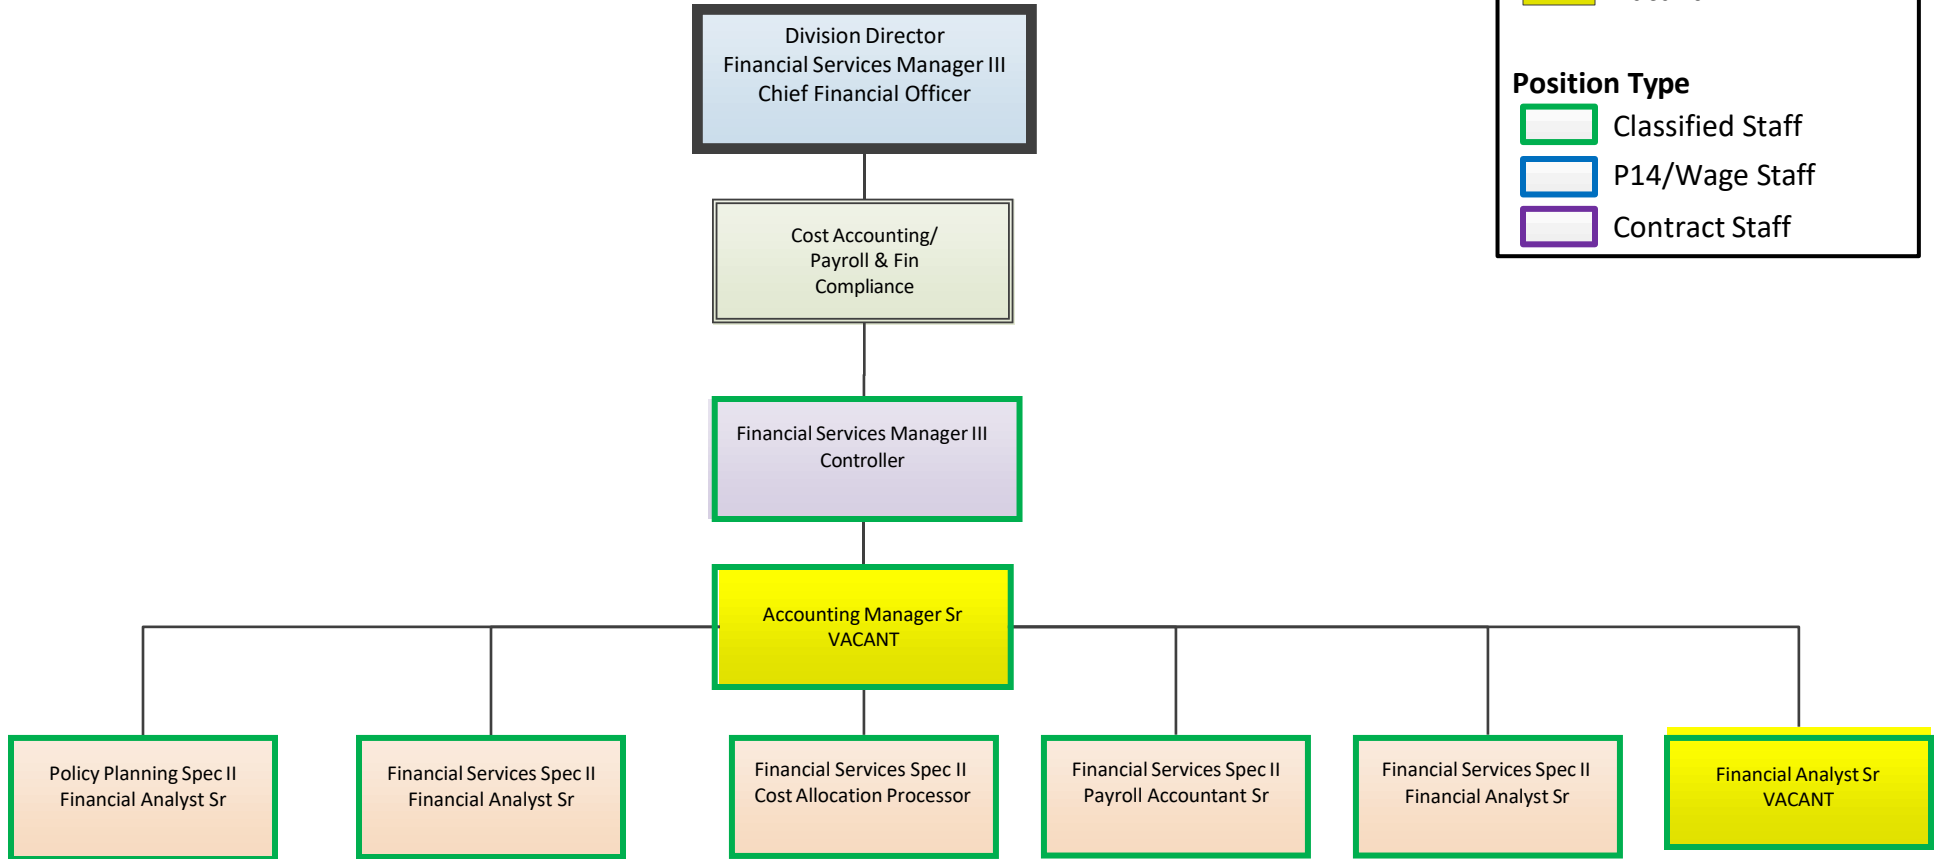 Division Director
Financial Services Manager III
Chief Financial Officer
Position Type
Classified Staff
P14/Wage Staff
Contract Staff
Cost Accounting/
Payroll & Fin
Compliance
Financial Services Manager III
Controller
Accounting Manager Sr
VACANT
Policy Planning Spec II
Financial Analyst Sr
Financial Services Spec II
Financial Analyst Sr
Financial Services Spec II
Cost Allocation Processor
Financial Services Spec II
Payroll Accountant Sr
Financial Services Spec II
Financial Analyst Sr
Financial Analyst Sr
VACANT